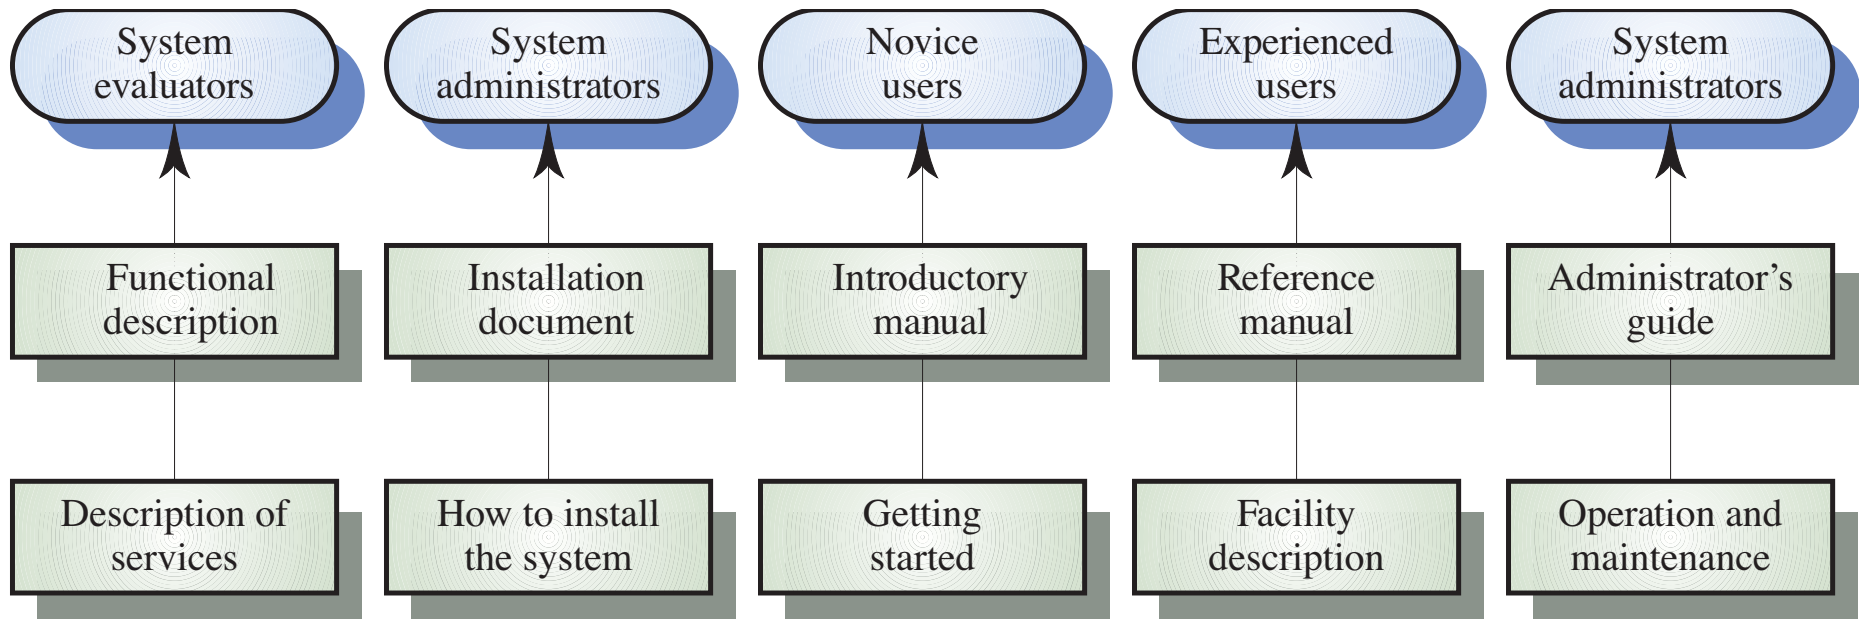 System
evaluators
System
administrators
Novice
users
Experienced
users
System
administrators
Functional
description
Installation
document
Introductory
manual
Reference
manual
Administrator’s
guide
Description of
services
How to install
the system
Getting
started
Facility
description
Operation and
maintenance